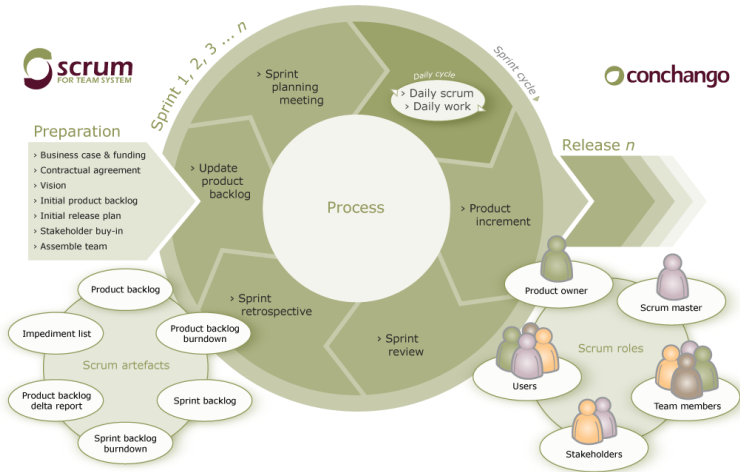 scrum
FOR TEAM SYSTEM
conchango
Sprint 1, 2, 3 ... n
Sprint cycle
Preparation
› Business case & funding
› Contractual agreement
› Vision
› Initial product backlog
› Initial release plan
› Stakeholder buy-in
› Assemble team
› Sprint
planning
meeting
Daily cycle
› Daily scrum
› Daily work
› Update
product
backlog
Process
› Product
increment
› Sprint
retrospective
› Sprint
review
Release n
Product backlog
Impediment list
Product backlog
burndown
Scrum artefacts
Product backlog
delta report
Sprint backlog
Sprint backlog
burndown
Product owner
Scrum master
Scrum roles
Users
Team members
Stakeholders